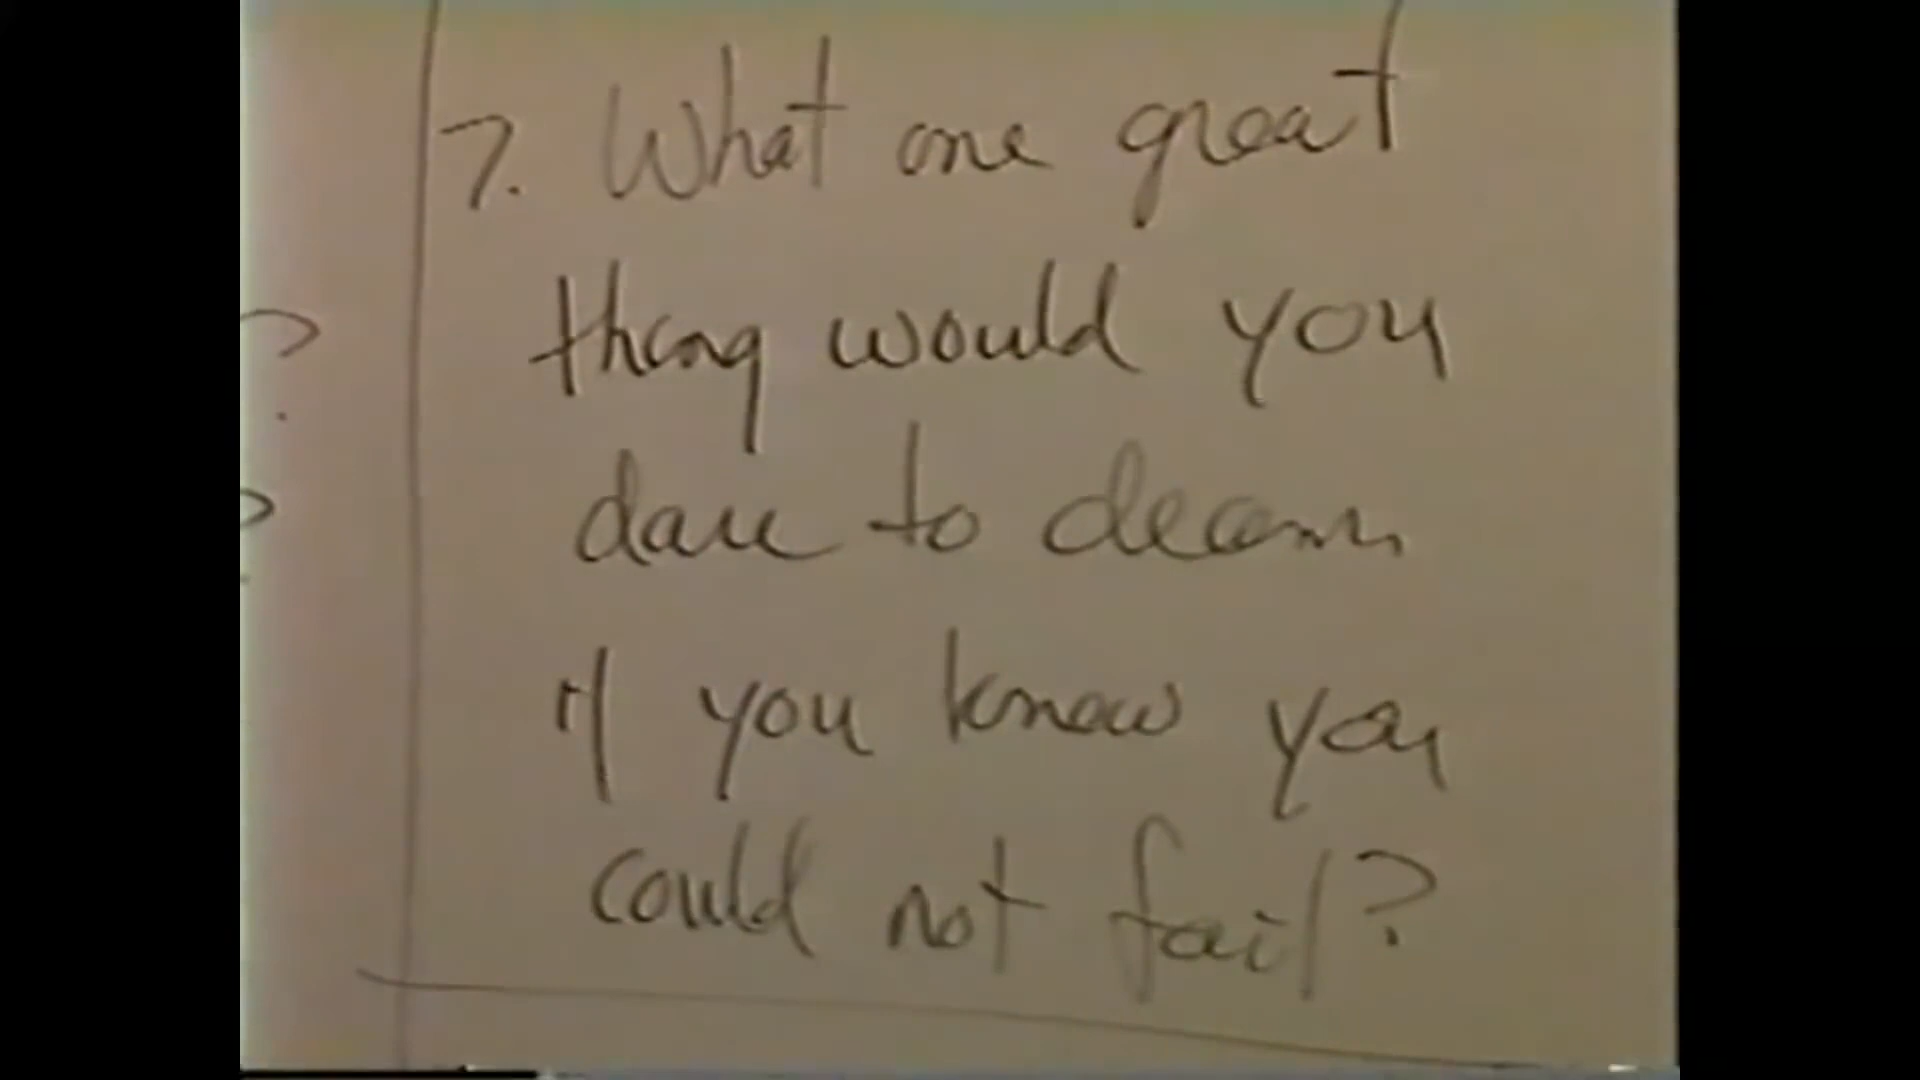 7. What one great
thing would you
dare to dream
if you knew you
could not fail?